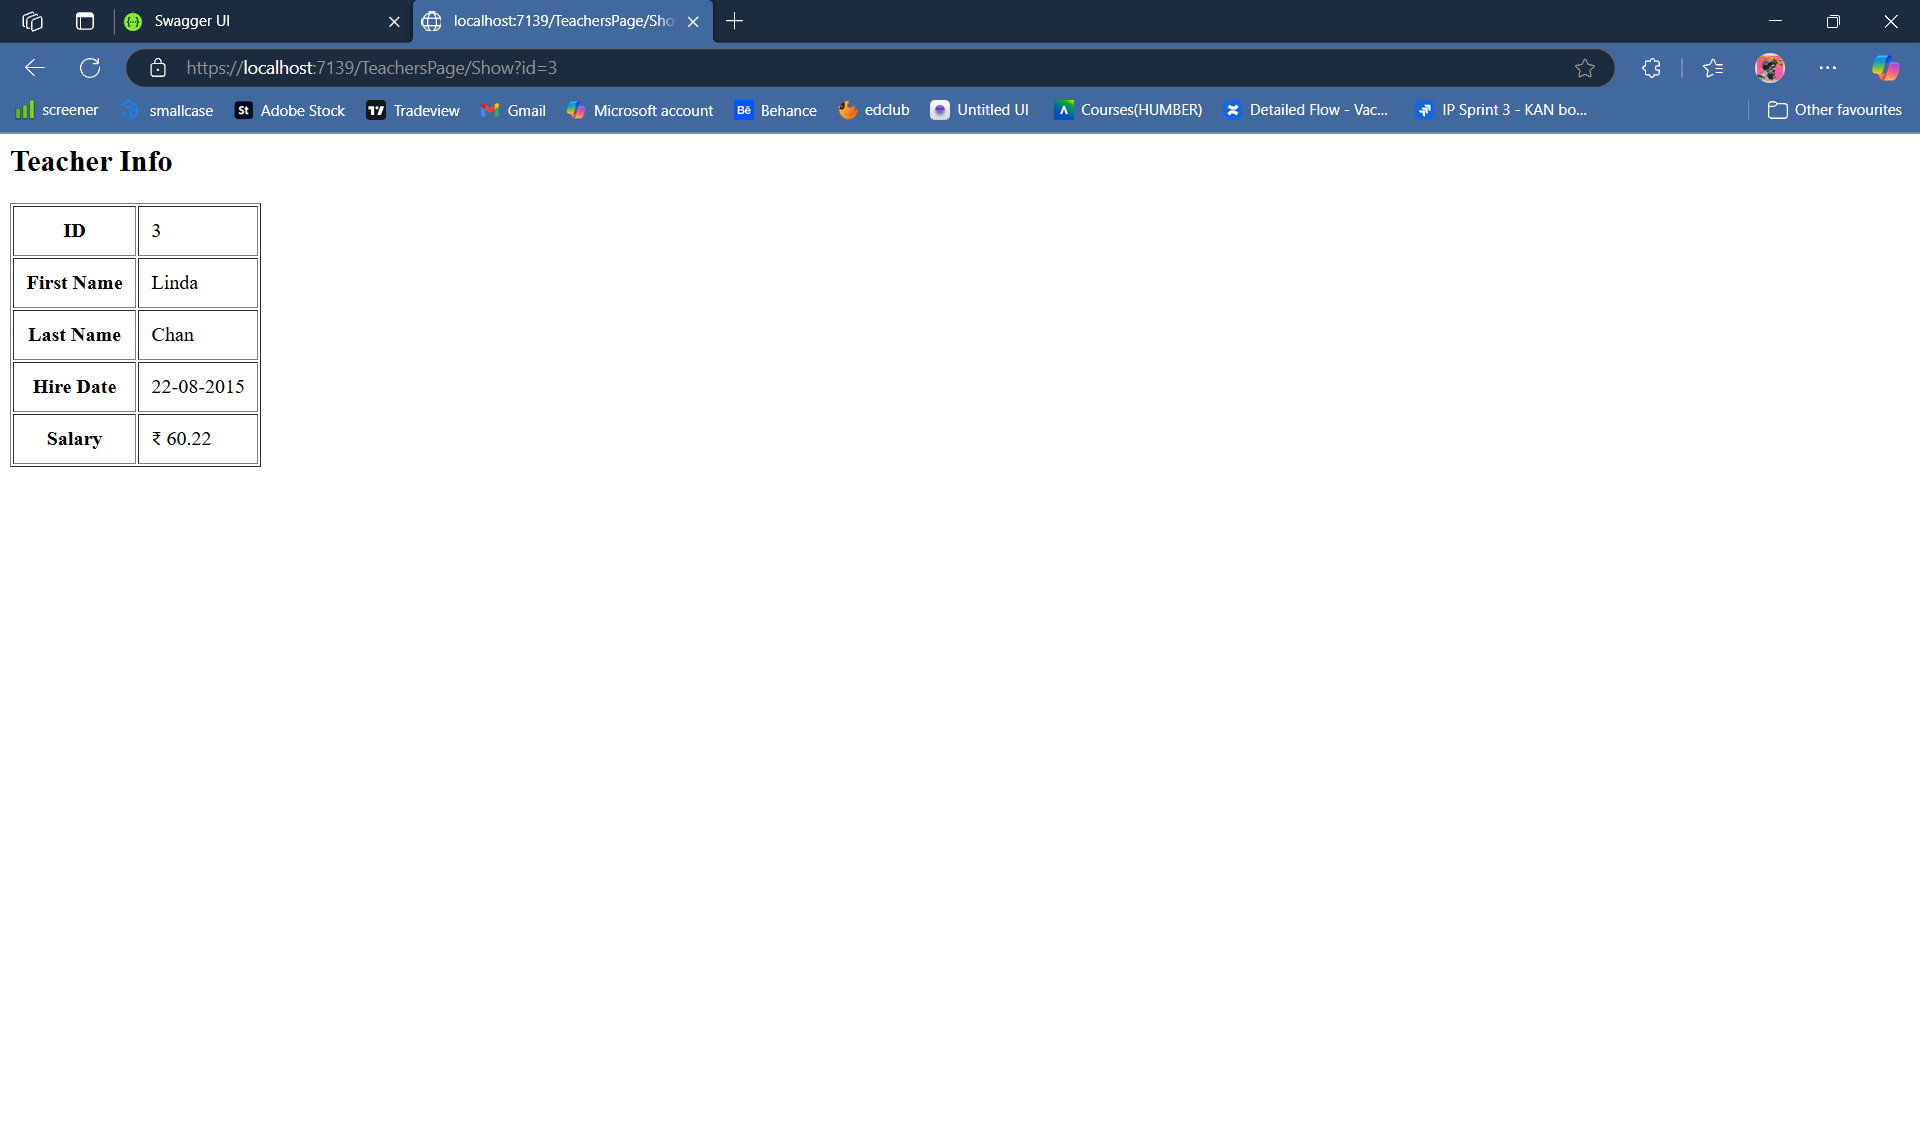 Swagger UI
localhost:7139/TeachersPage/Sho
https://localhost:7139/TeachersPage/Show?id=3
screener
smallcase
St Adobe Stock
Tradeview
Gmail
Microsoft account
Bē Behance
edclub
Untitled UI
Courses(HUMBER)
Detailed Flow - Vac...
IP Sprint 3 - KAN bo...
Other favourites
Teacher Info
ID 3
First Name Linda
Last Name Chan
Hire Date 22-08-2015
Salary ₹ 60.22